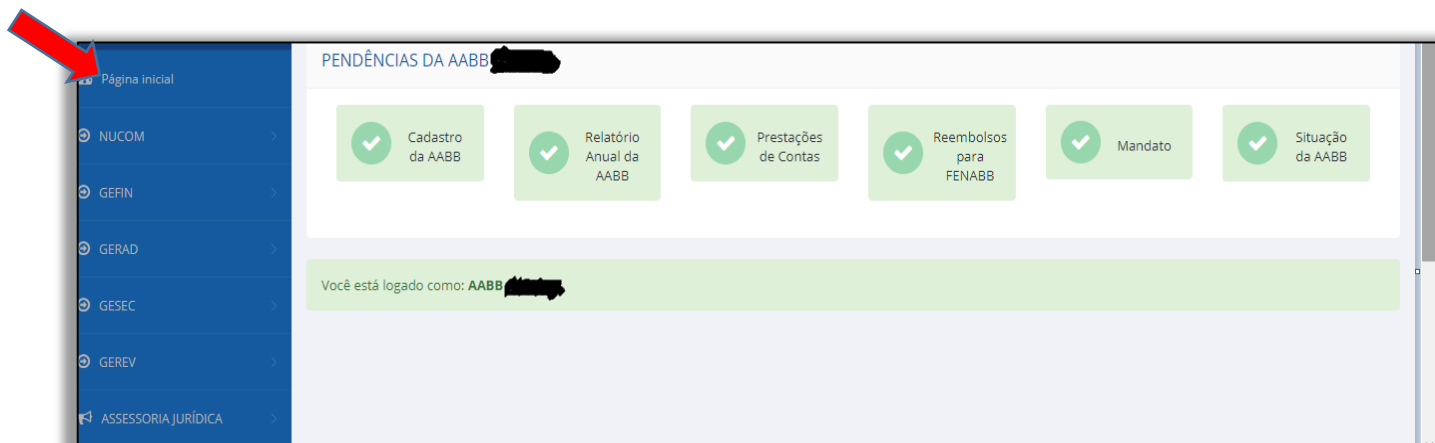 PENDÊNCIAS DA AABB
Página inicial
NUCOM
GEFIN
GERAD
GESEC
GEREV
ASSESSORIA JURÍDICA
Cadastro
da AABB
Relatório
Anual da
AABB
Prestações
de Contas
Reembolsos
para
FENABB
Mandato
Situação
da AABB
Você está logado como: AABB